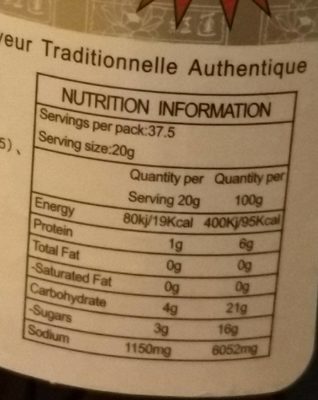 eur Traditionnelle Authentique
NUTRITION INFORMATION
Servings per pack:37.5
Serving size:20g
Quantity per Serving 20g Quantity per 100g
Energy 80kj/19Kcal 400Kj/95Kcal
Protein 1g 6g
Total Fat 0g 0g
-Saturated Fat 0g 0g
Carbohydrate 4g 21g
-Sugars 3g 16g
Sodium 1150mg 6052mg
5)、